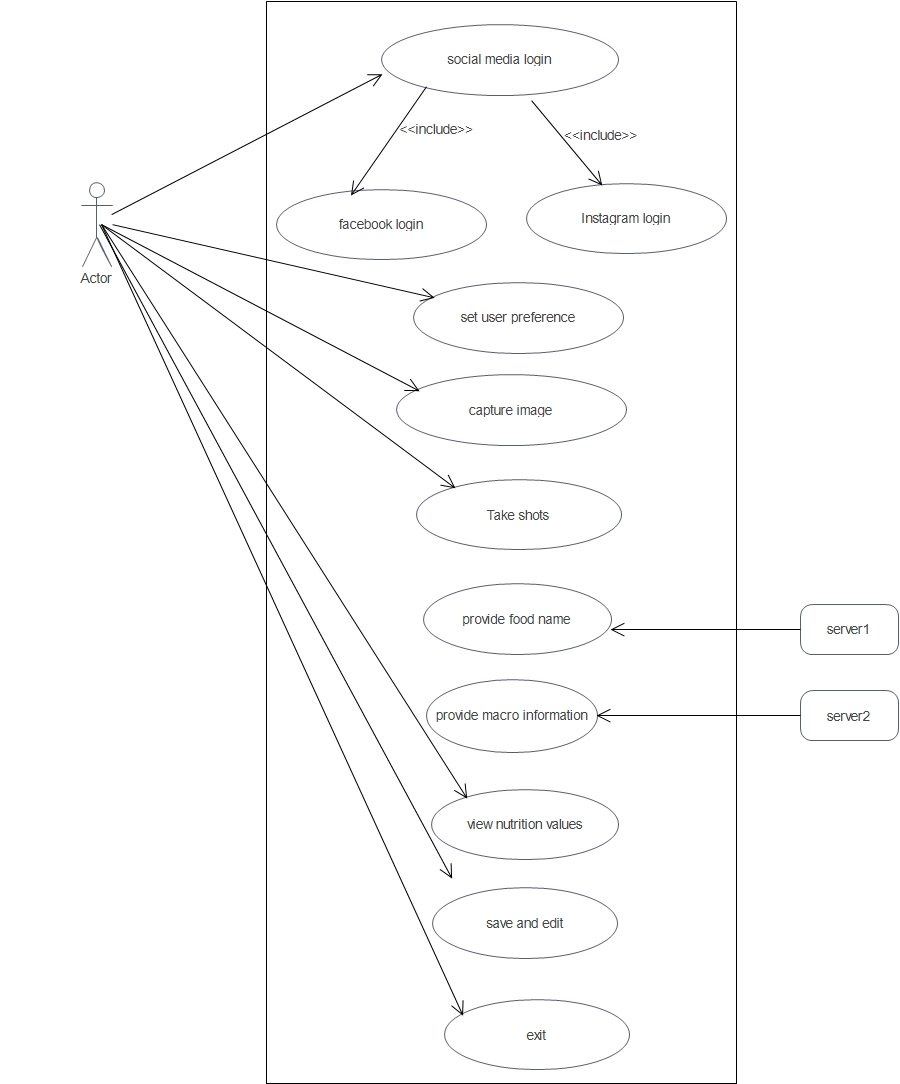 social media login
<<include>>
<<include>>
facebook login
Instagram login
Actor
set user preference
capture image
Take shots
provide food name
server1
provide macro information
server2
view nutrition values
save and edit
exit